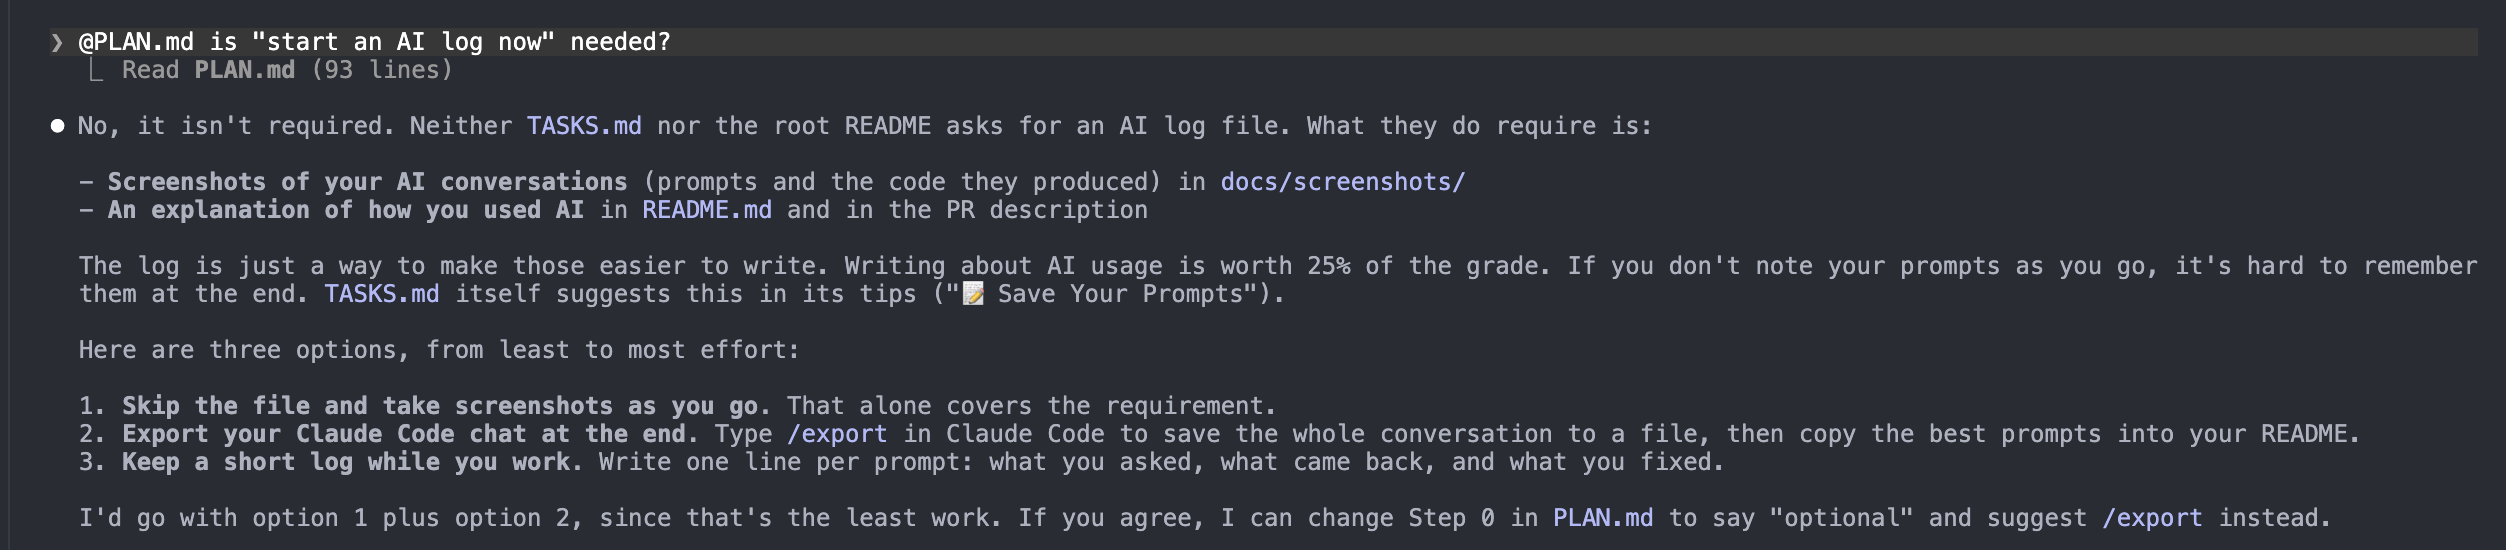 ❯ @PLAN.md is "start an AI log now" needed?
⎿ Read PLAN.md (93 lines)
● No, it isn't required. Neither TASKS.md nor the root README asks for an AI log file. What they do require is:
– Screenshots of your AI conversations (prompts and the code they produced) in docs/screenshots/
– An explanation of how you used AI in README.md and in the PR description
The log is just a way to make those easier to write. Writing about AI usage is worth 25% of the grade. If you don't note your prompts as you go, it's hard to remember
them at the end. TASKS.md itself suggests this in its tips ("📝 Save Your Prompts").
Here are three options, from least to most effort:
1. Skip the file and take screenshots as you go. That alone covers the requirement.
2. Export your Claude Code chat at the end. Type /export in Claude Code to save the whole conversation to a file, then copy the best prompts into your README.
3. Keep a short log while you work. Write one line per prompt: what you asked, what came back, and what you fixed.
I'd go with option 1 plus option 2, since that's the least work. If you agree, I can change Step 0 in PLAN.md to say "optional" and suggest /export instead.